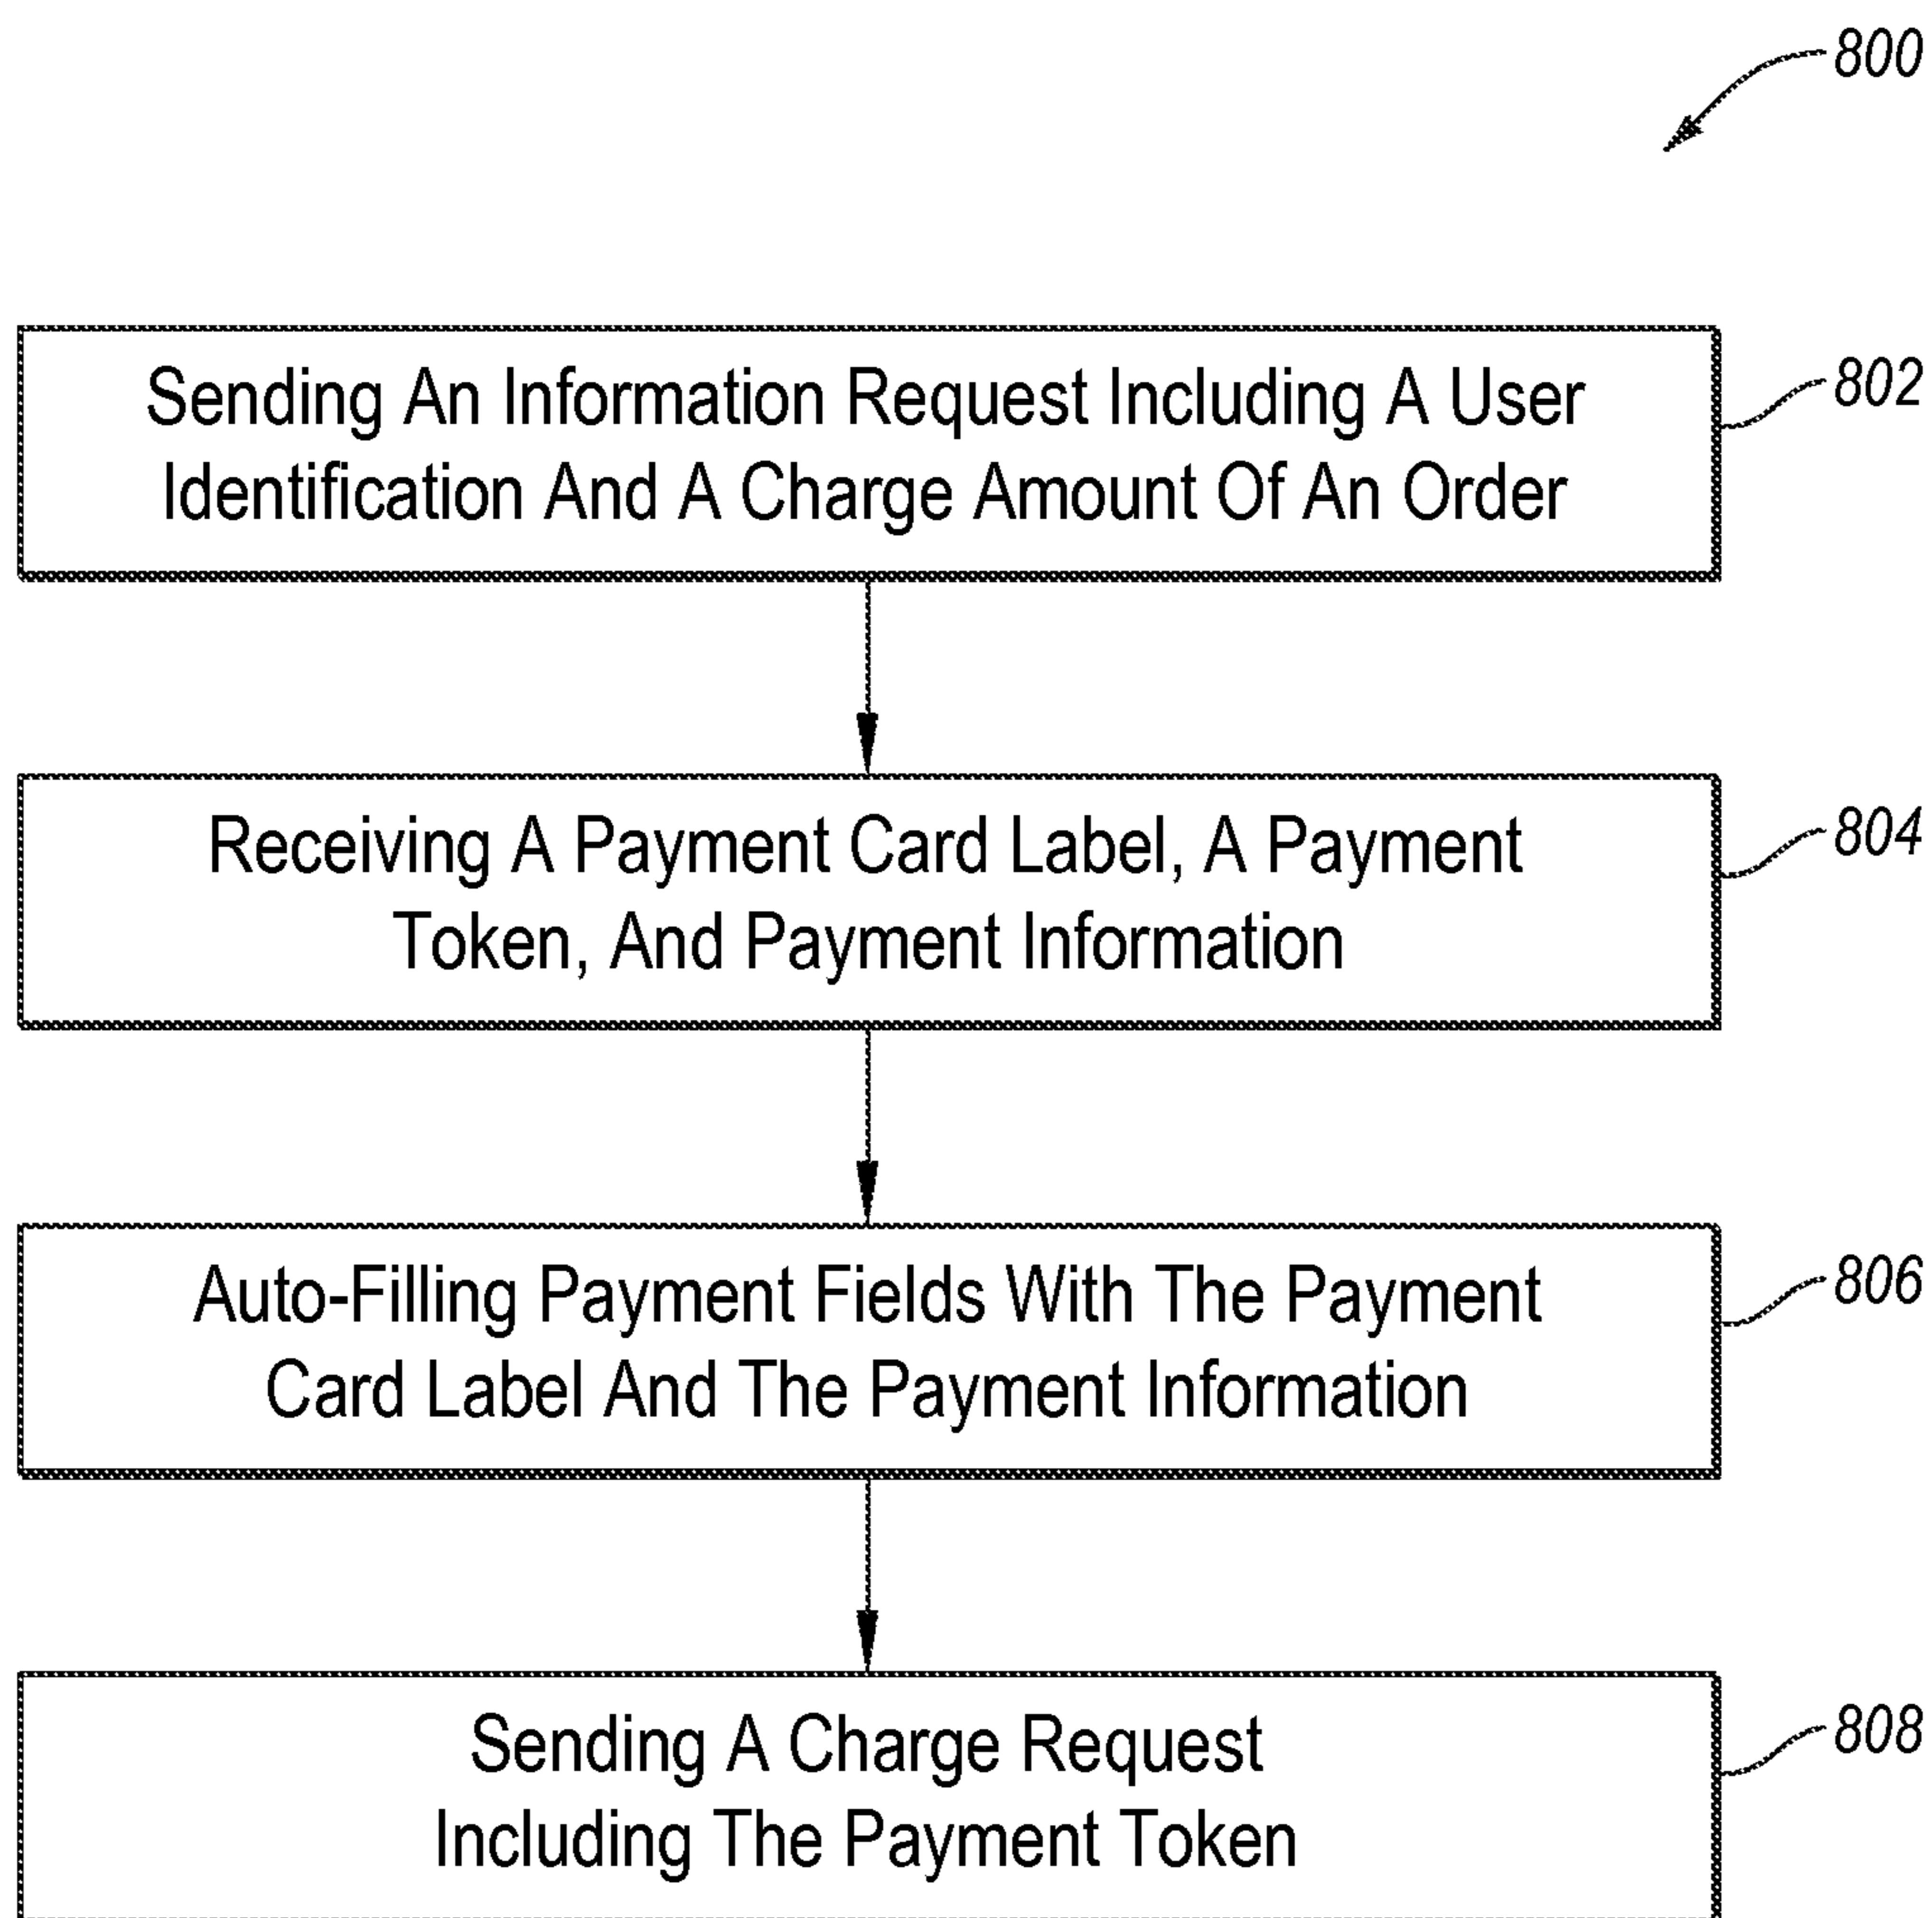 800
Sending An Information Request Including A User
Identification And A Charge Amount Of An Order
802
Receiving A Payment Card Label, A Payment
Token, And Payment Information
804
Auto-Filling Payment Fields With The Payment
Card Label And The Payment Information
806
Sending A Charge Request
Including The Payment Token
808